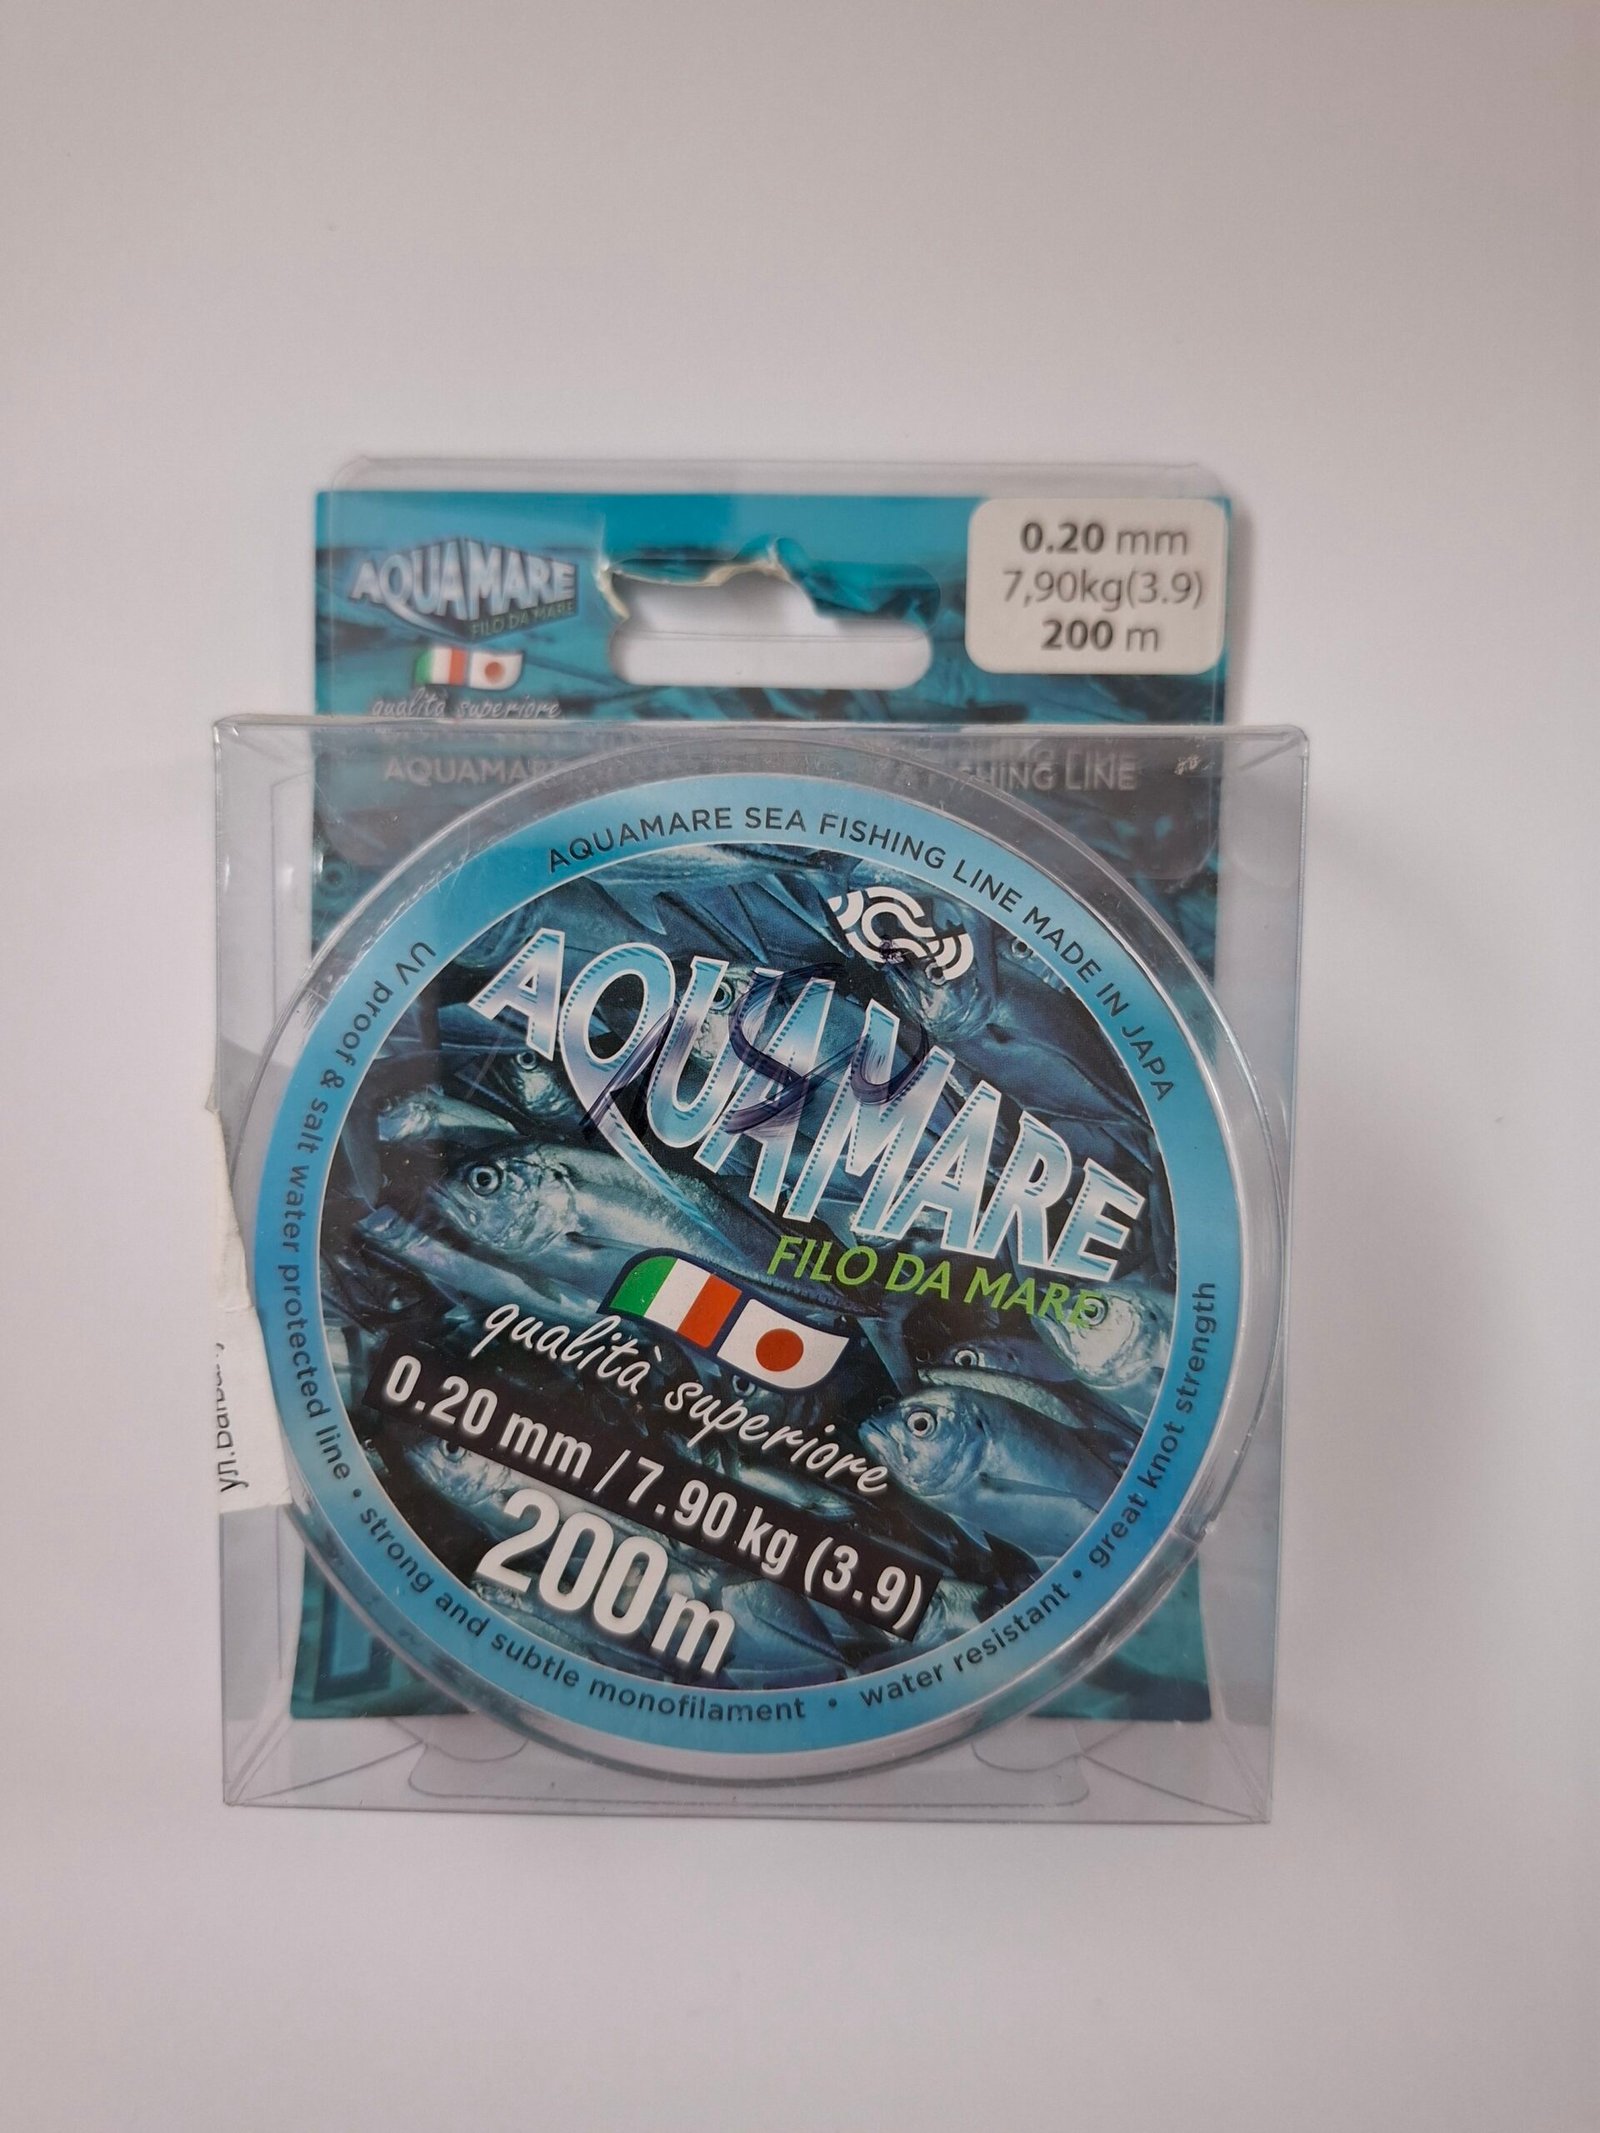 AQUAMARE
FILO DA MARE
qualità superiore
0.20 mm
7,90kg(3.9)
200 m
HING LINE
AQUAMARE SEA FISHING LINE MADE IN JAPA
AQUAMARE
FILO DA MARE
qualità superiore
0.20 mm / 7.90 kg (3.9)
200m
UV proof & salt water protected line • strong and subtle monofilament • water resistant • great knot strength
ул.